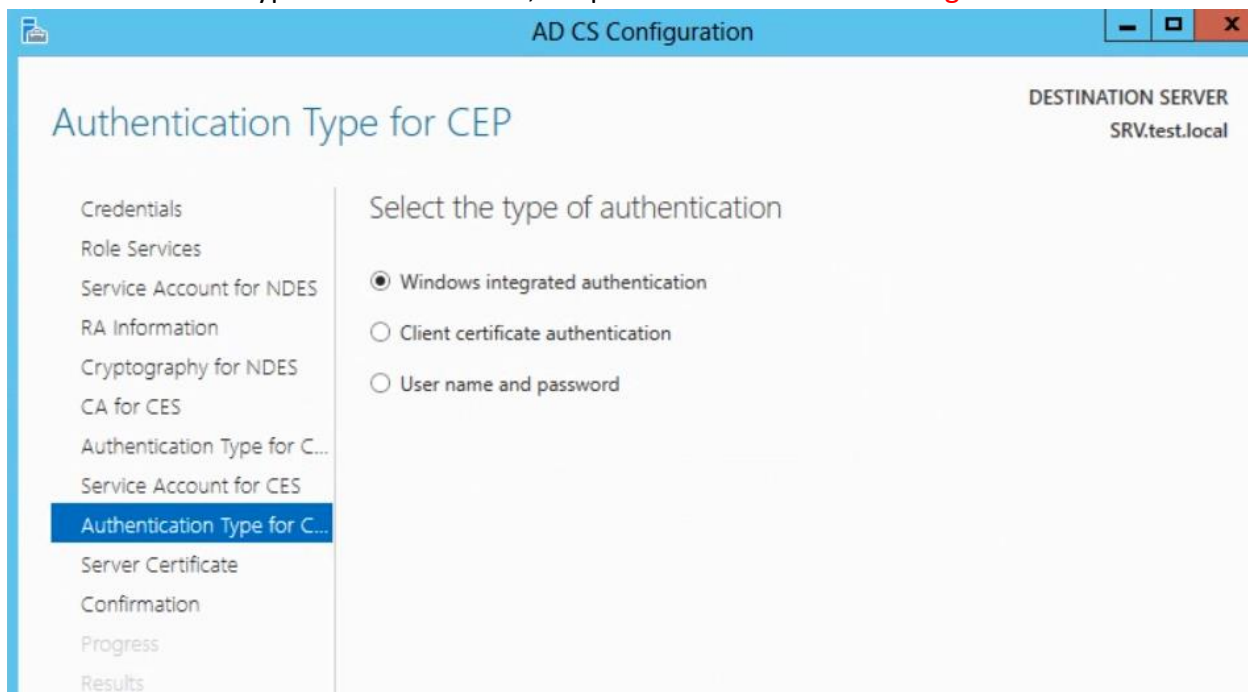 AD CS Configuration
Authentication Type for CEP
DESTINATION SERVER
SRV.test.local
Credentials
Role Services
Service Account for NDES
RA Information
Cryptography for NDES
CA for CES
Authentication Type for C...
Service Account for CES
Authentication Type for C...
Server Certificate
Confirmation
Progress
Results
Select the type of authentication
Windows integrated authentication
Client certificate authentication
User name and password